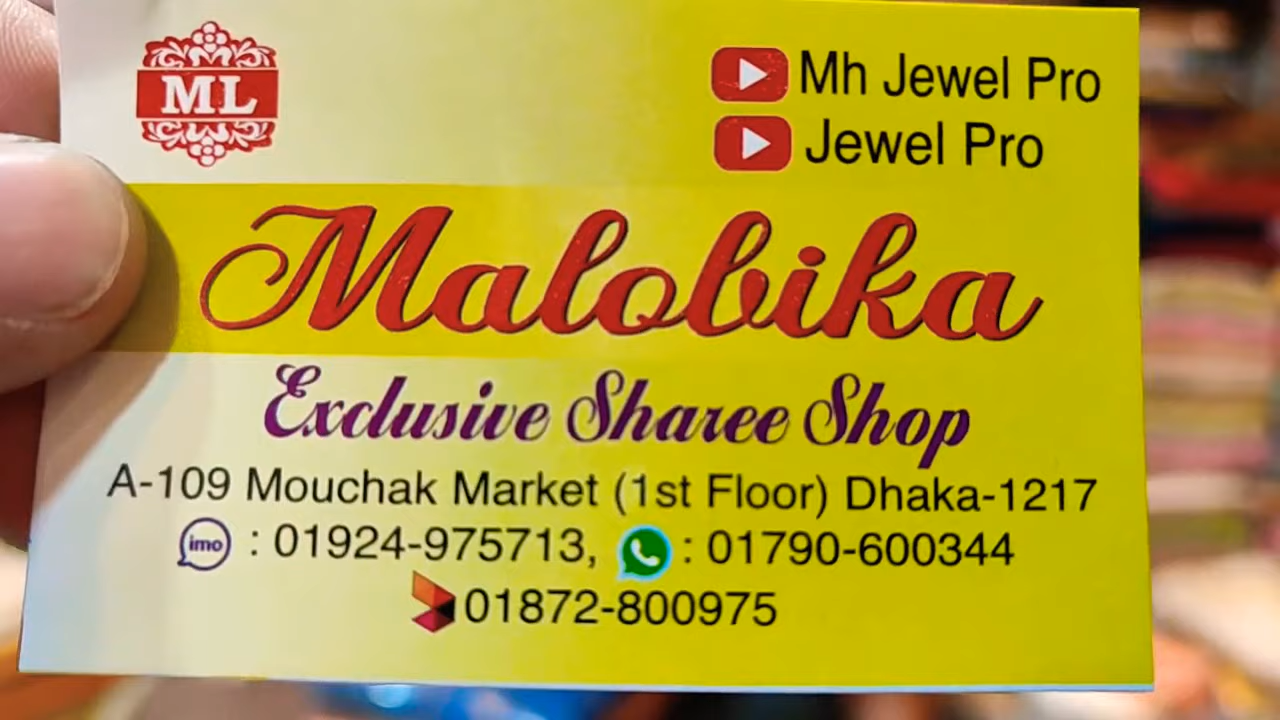 ML
Mh Jewel Pro
Jewel Pro
Malobika
Exclusive Sharee Shop
A-109 Mouchak Market (1st Floor) Dhaka-1217
imo : 01924-975713, : 01790-600344
01872-800975